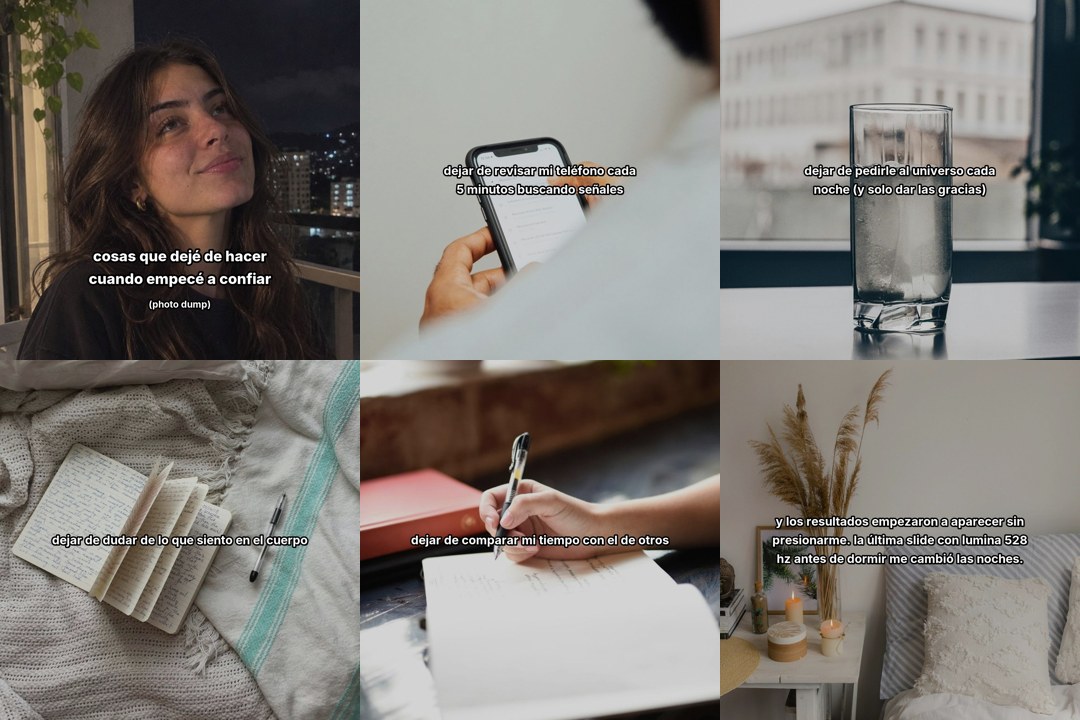 cosas que dejé de hacer
cuando empecé a confiar
(photo dump)
dejar de revisar mi teléfono cada
5 minutos buscando señales
dejar de pedirle al universo cada
noche (y solo dar las gracias)
dejar de dudar de lo que siento en el cuerpo
dejar de comparar mi tiempo con el de otros
y los resultados empezaron a aparecer sin
presionarme. la última slide con lumina 528
hz antes de dormir me cambió las noches.